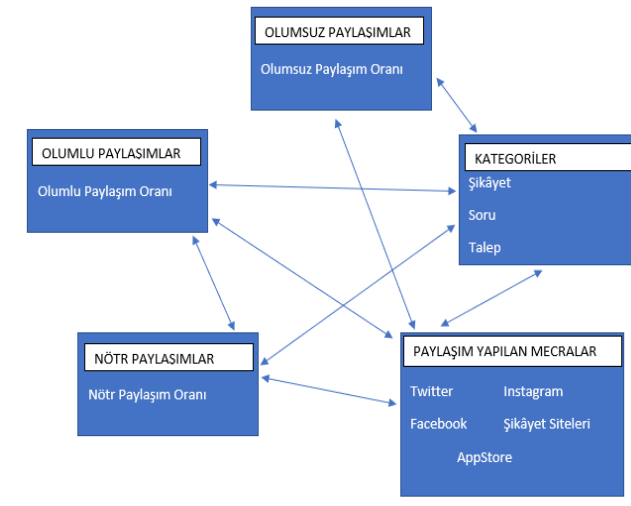 OLUMSUZ PAYLAŞIMLAR
Olumsuz Paylaşım Oranı
OLUMLU PAYLAŞIMLAR
Olumlu Paylaşım Oranı
KATEGORİLER
Şikâyet
Soru
Talep
NÖTR PAYLAŞIMLAR
Nötr Paylaşım Oranı
PAYLAŞIM YAPILAN MECRALAR
Twitter Instagram
Facebook Şikâyet Siteleri
AppStore